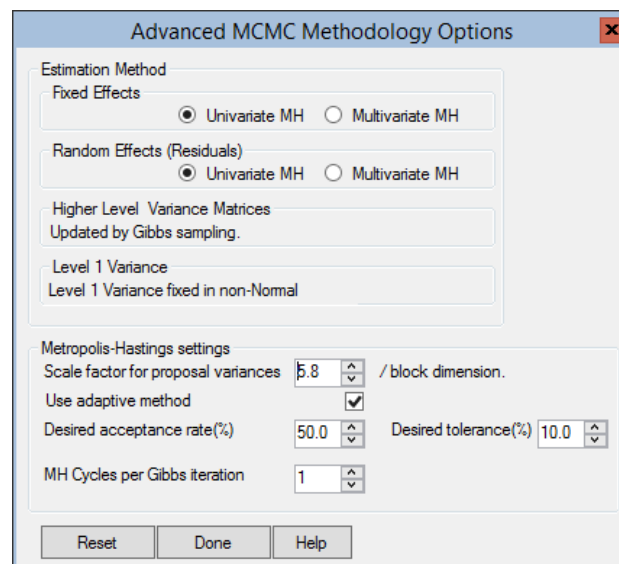 Advanced MCMC Methodology Options
Estimation Method
Fixed Effects
Univariate MH Multivariate MH
Random Effects (Residuals)
Univariate MH Multivariate MH
Higher Level Variance Matrices
Updated by Gibbs sampling.
Level 1 Variance
Level 1 Variance fixed in non-Normal
Metropolis-Hastings settings
Scale factor for proposal variances 5.8 / block dimension.
Use adaptive method
Desired acceptance rate(%) 50.0 Desired tolerance(%) 10.0
MH Cycles per Gibbs iteration 1
Reset Done Help